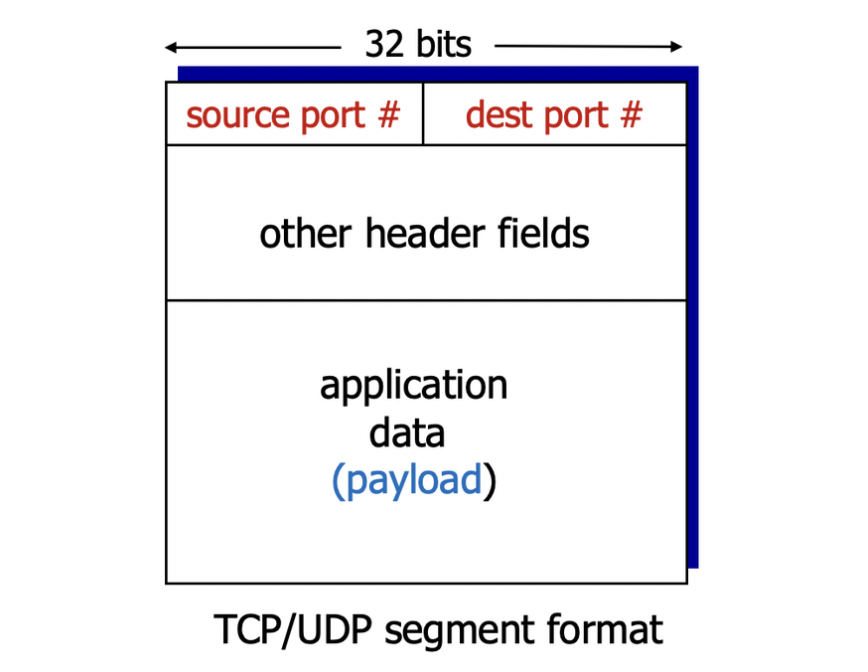 32 bits
source port #
dest port #
other header fields
application
data
(payload)
TCP/UDP segment format